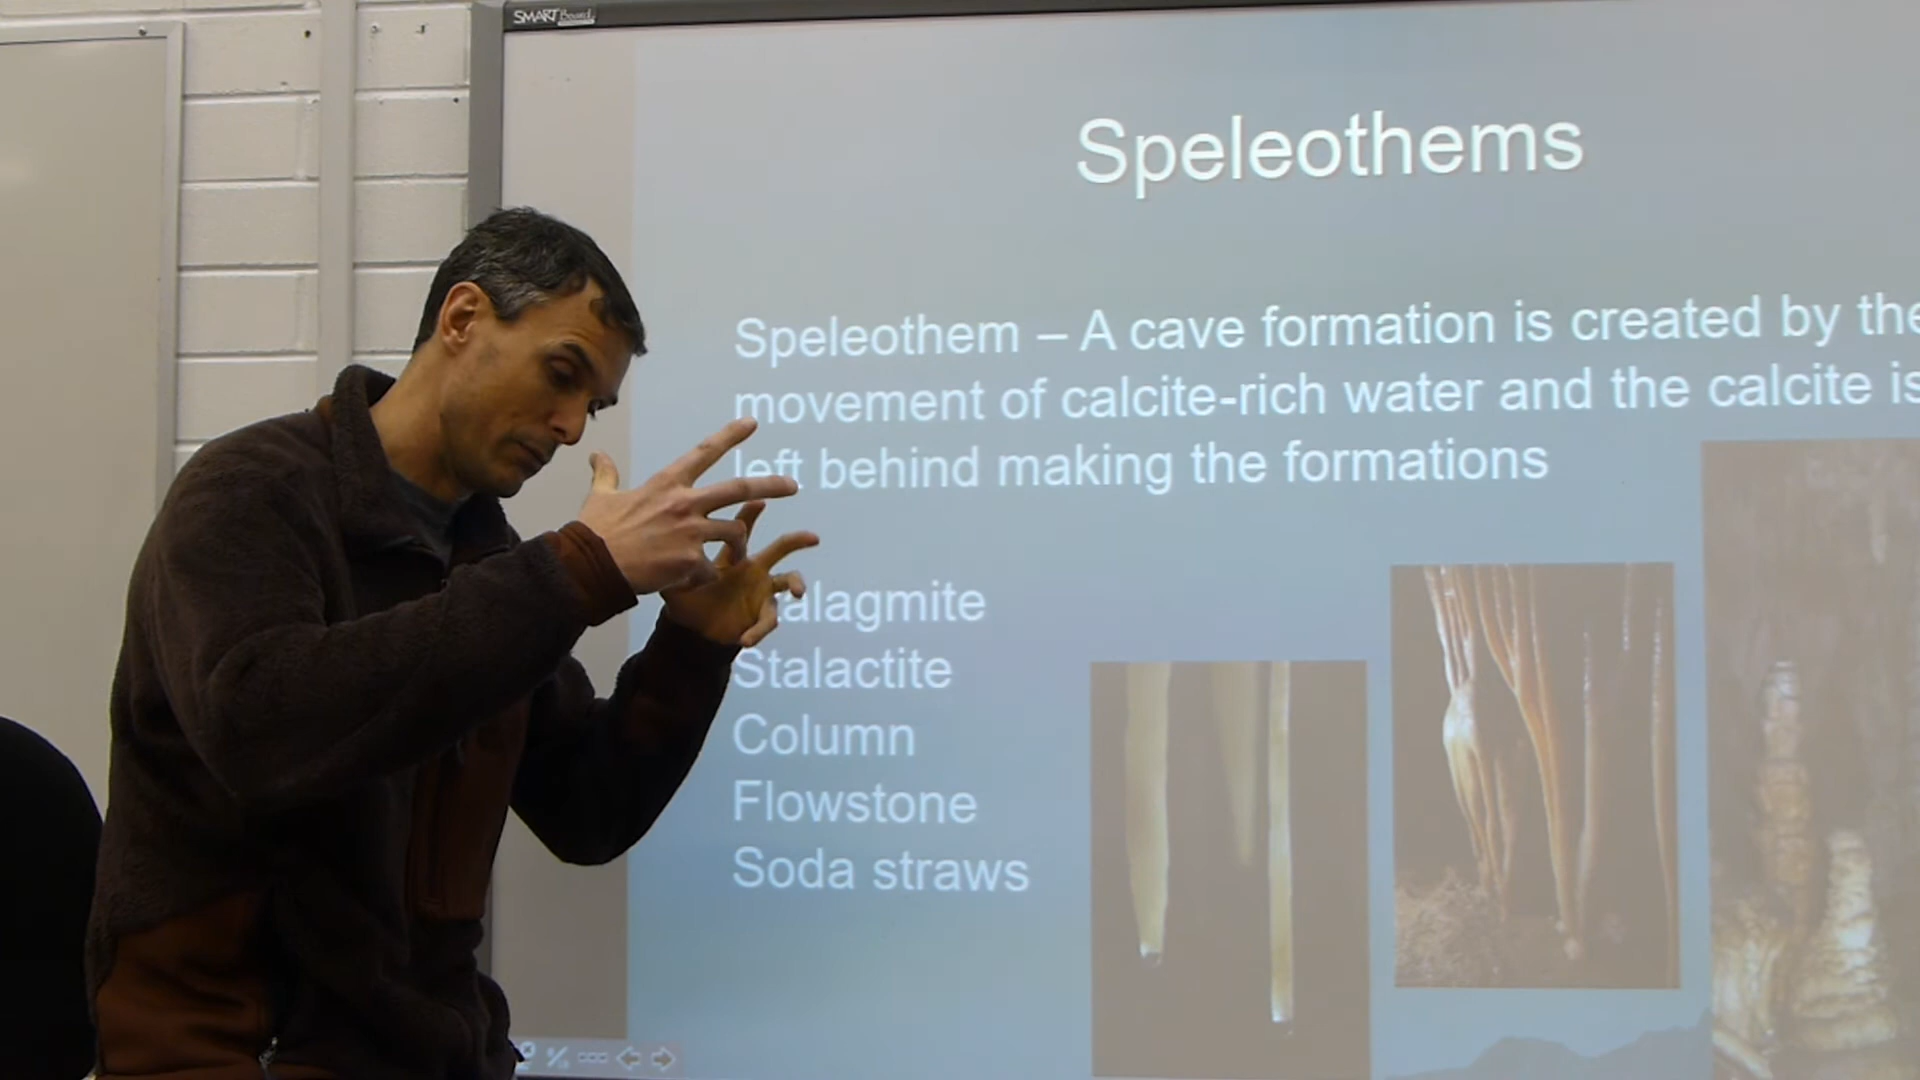 SMART Board
Speleothems
Speleothem – A cave formation is created by the
movement of calcite-rich water and the calcite is
left behind making the formations
Stalactite
Column
Flowstone
Soda straws